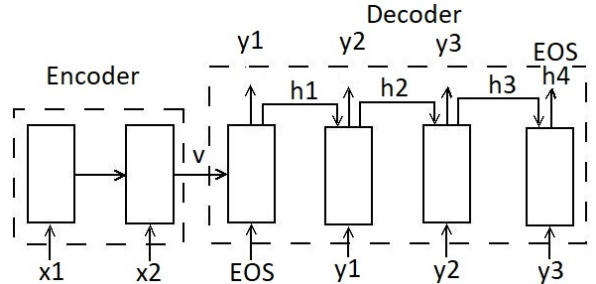 Decoder
y1 y2 y3 EOS
Encoder
h1 h2 h3 h4
v
x1 x2 EOS y1 y2 y3